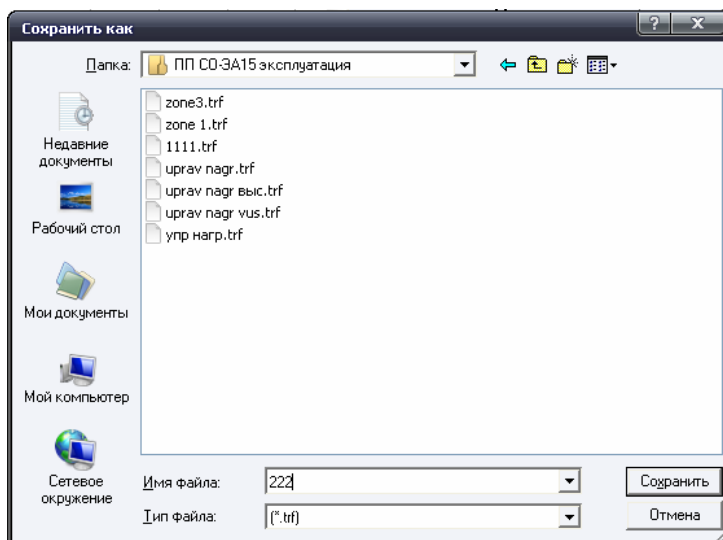 Сохранить как
Папка: ПП СО-ЭА15 эксплуатация
zone3.trf
zone 1.trf
1111.trf
uprav nagr.trf
uprav nagr выс.trf
uprav nagr vus.trf
упр нагр.trf
Недавние
документы
Рабочий стол
Мои документы
Мой компьютер
Сетевое
окружение
Имя файла: 222 Сохранить
Тип файла: (*.trf) Отмена